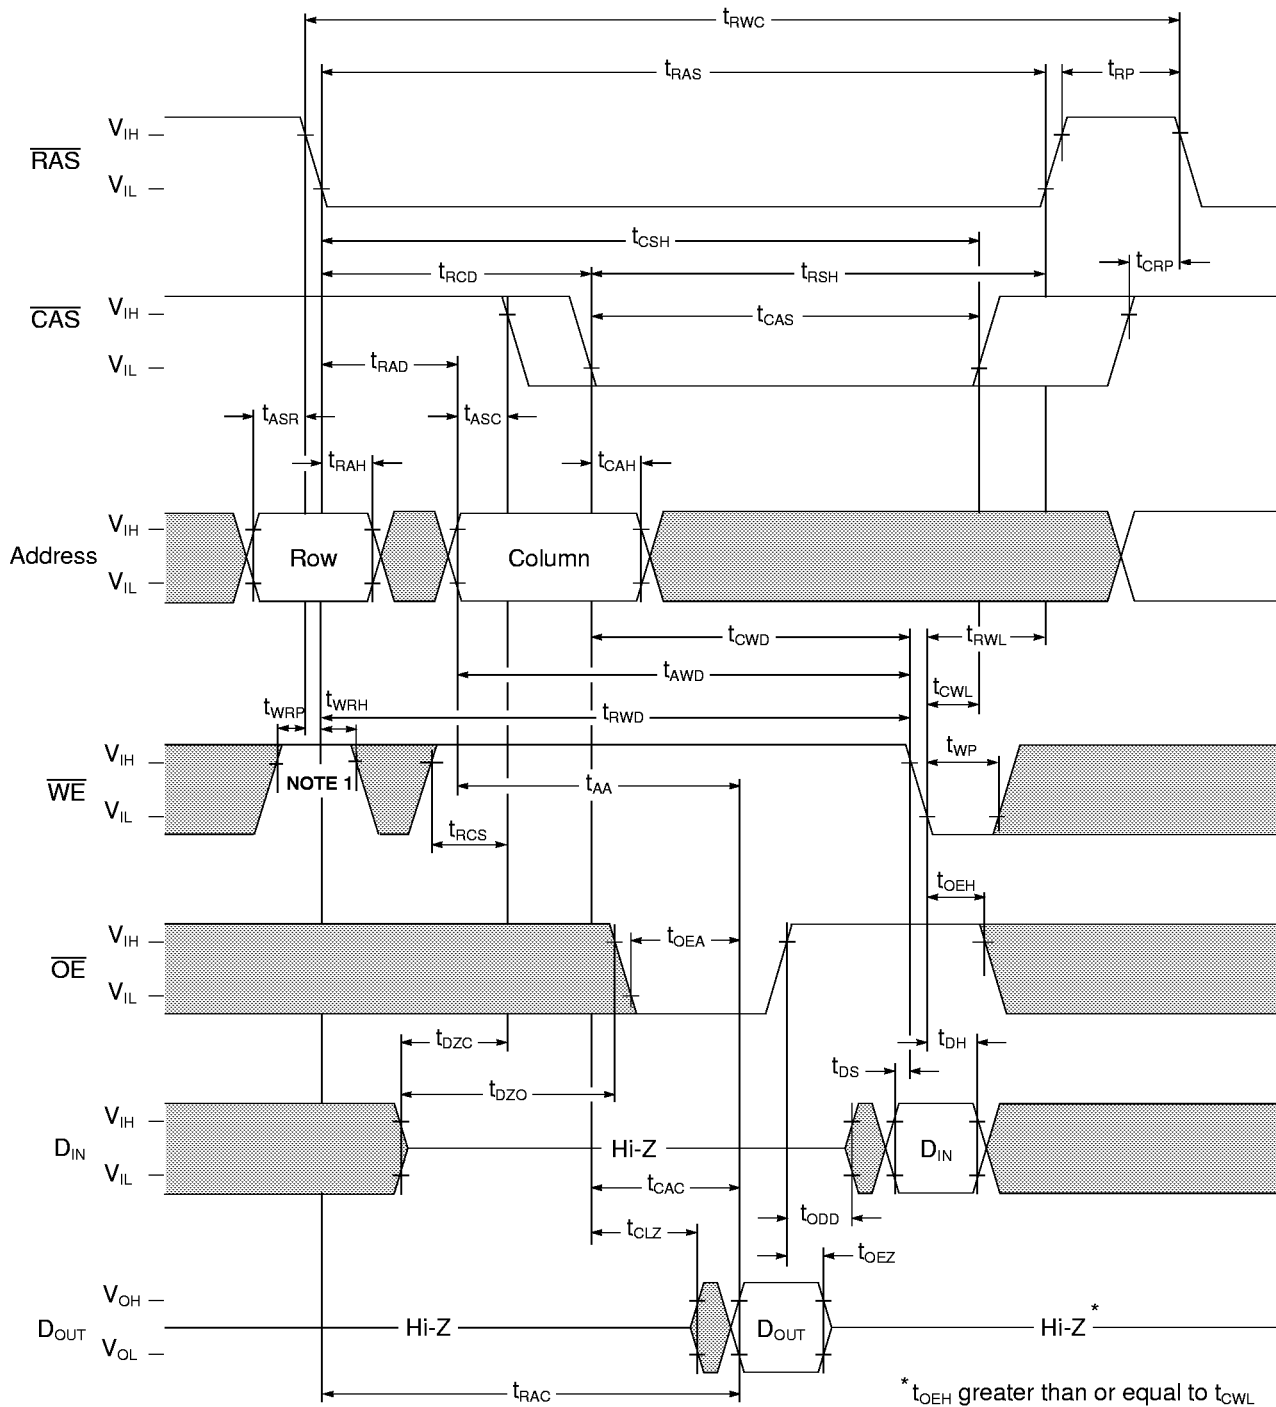 tRWC
tRAS
tRP
RAS
VIH
VIL
tCSH
tRCD
tRSH
tCRP
CAS
VIH
VIL
tCAS
tRAD
tASR
tASC
tRAH
tCAH
Address
VIH
VIL
Row
Column
tCWD
tRWL
tAWD
tCWL
tWRP
tWRH
tRWD
WE
VIH
VIL
NOTE 1
tAA
tWP
tRCS
tOEH
OE
VIH
VIL
tOEA
tDZC
tDH
tDS
tDZO
DIN
VIH
VIL
Hi-Z
DIN
tCAC
tODD
tCLZ
tOEZ
DOUT
VOH
VOL
Hi-Z
DOUT
Hi-Z*
tRAC
* tOEH greater than or equal to tCWL